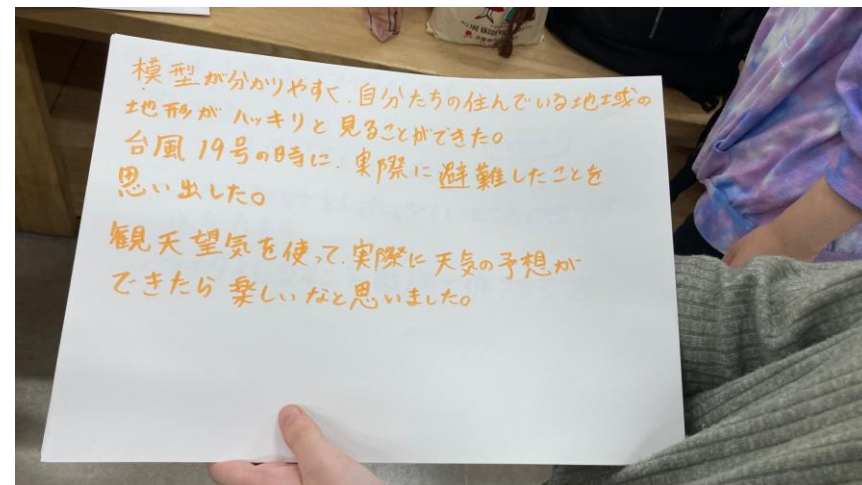 模型が分かりやすく、自分たちの住んでいる地域の
地形がハッキリと見ることができた。
台風19号の時に、実際に避難したことを
思い出した。
観天望気を使って、実際に天気の予想が
できたら楽しいなと思いました。